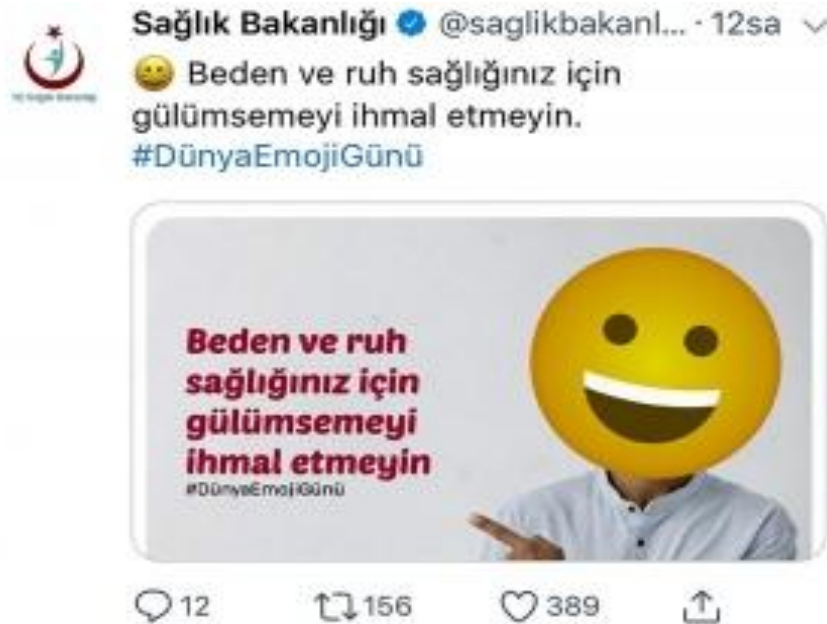 Sağlık Bakanlığı @saglikbakanl... · 12sa
😀 Beden ve ruh sağlığınız için
gülümsemeyi ihmal etmeyin.
#DünyaEmojiGünü
Beden ve ruh
sağlığınız için
gülümsemeyi
ihmal etmeyin
#DünyaEmojiGünü
12 156 389